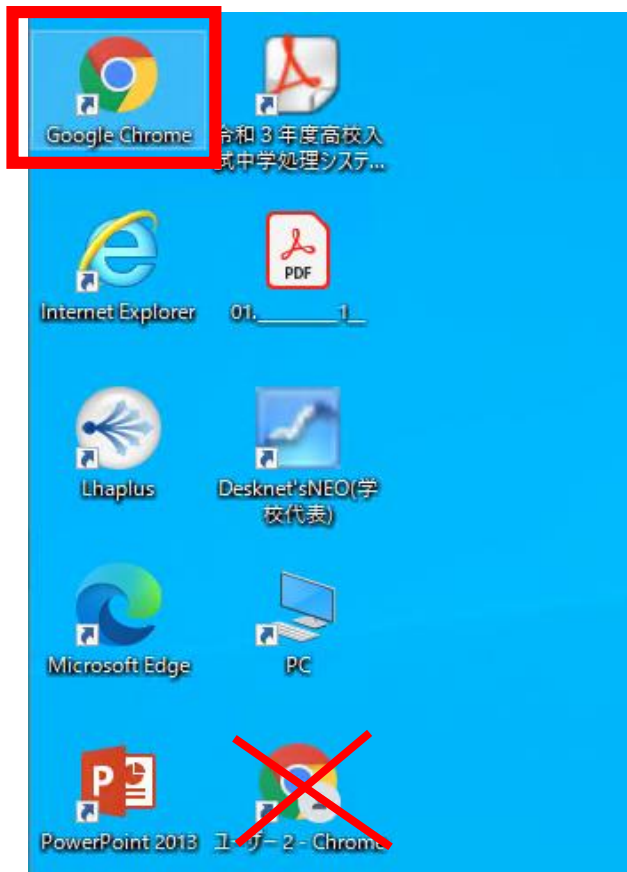 Google Chrome
令和３年度高校入
試中学処理システ...
Internet Explorer
PDF
01.________1__
Lhaplus
Desknet'sNEO(学
校代表)
Microsoft Edge
PC
P
PowerPoint 2013
ユーザー 2 - Chrome